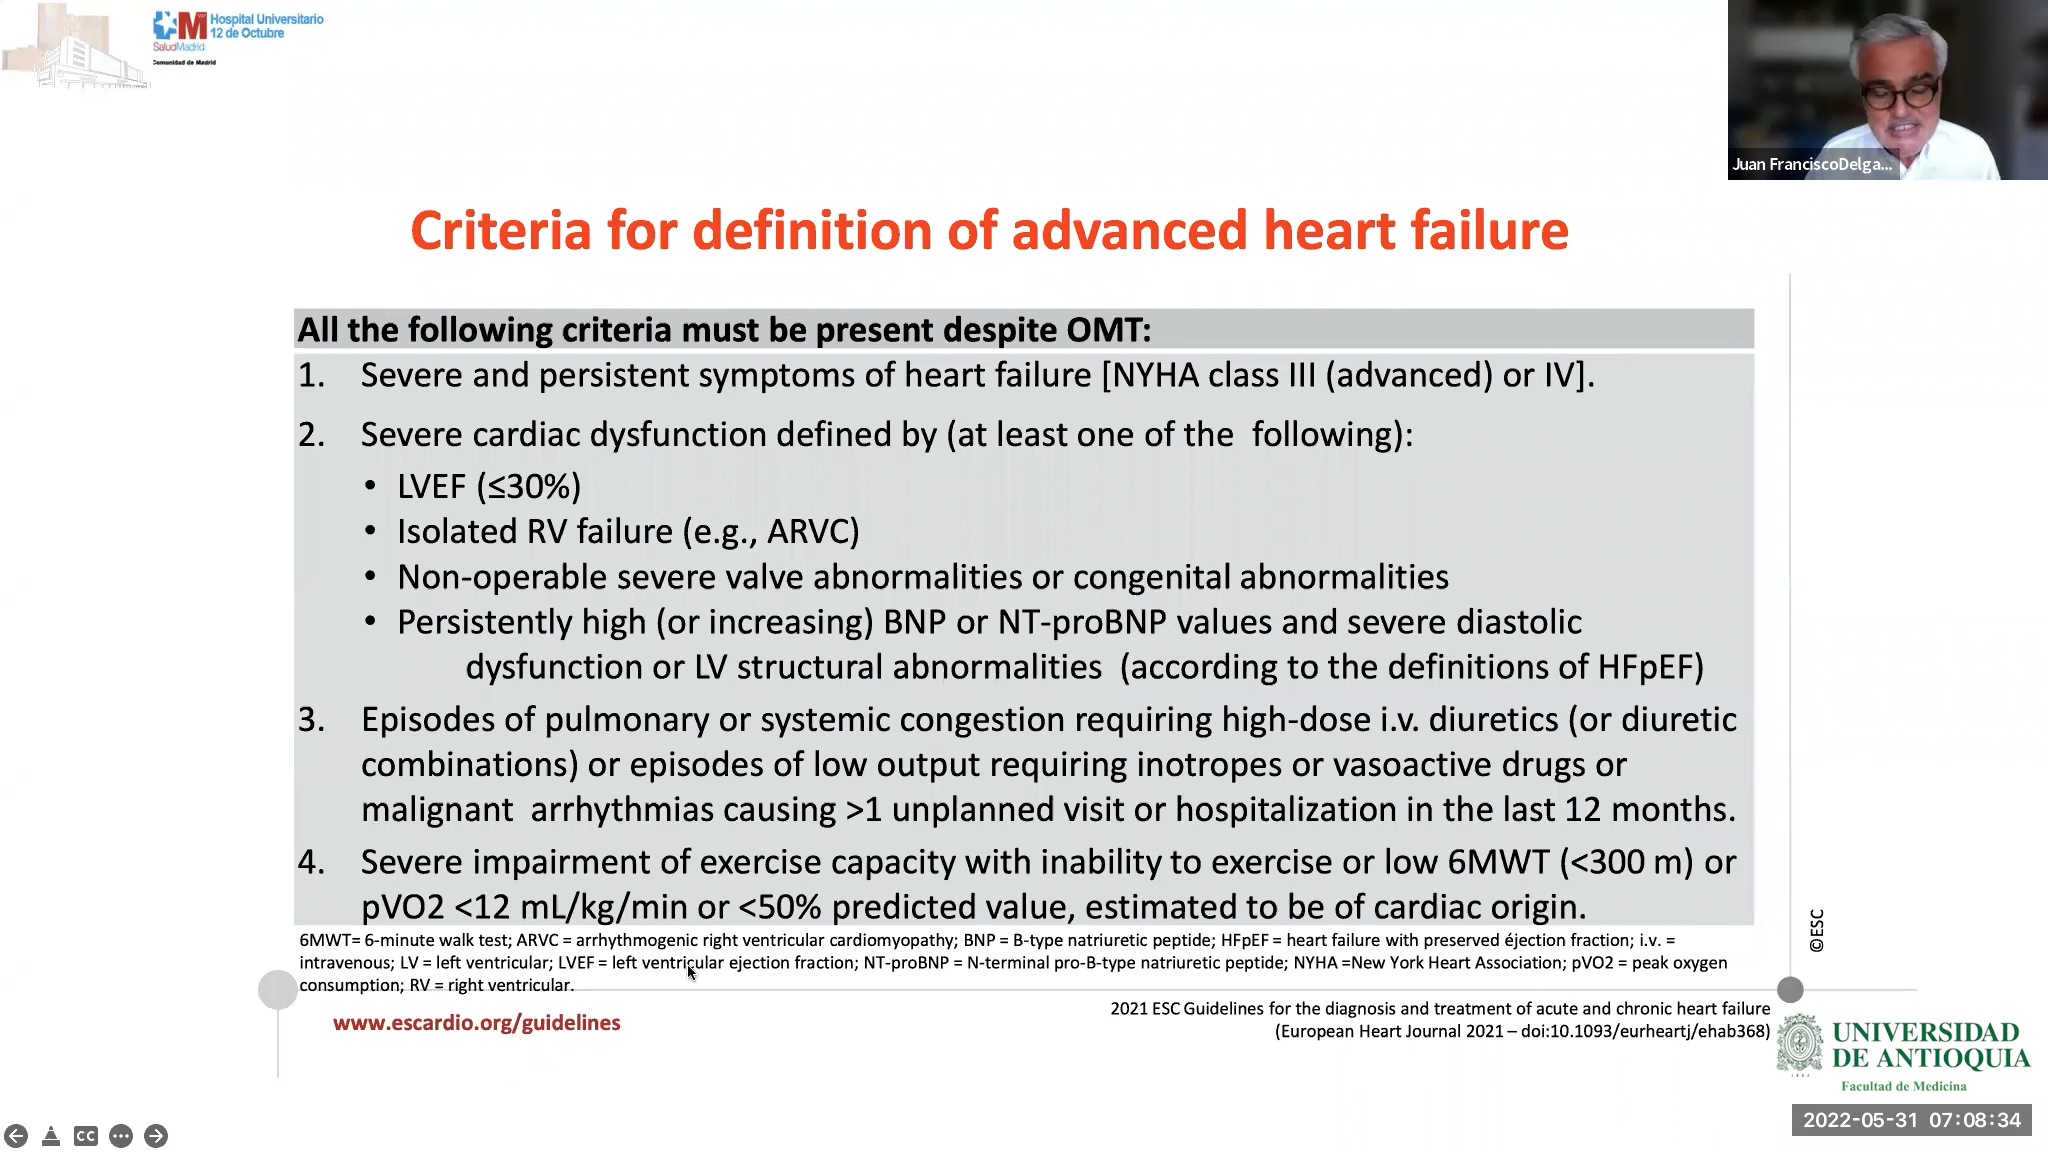 Hospital Universitario
12 de Octubre
SaludMadrid
Comunidad de Madrid
Juan FranciscoDelga...
Criteria for definition of advanced heart failure
All the following criteria must be present despite OMT:
1. Severe and persistent symptoms of heart failure [NYHA class III (advanced) or IV].
2. Severe cardiac dysfunction defined by (at least one of the following):
• LVEF (≤30%)
• Isolated RV failure (e.g., ARVC)
• Non-operable severe valve abnormalities or congenital abnormalities
• Persistently high (or increasing) BNP or NT-proBNP values and severe diastolic
dysfunction or LV structural abnormalities (according to the definitions of HFpEF)
3. Episodes of pulmonary or systemic congestion requiring high-dose i.v. diuretics (or diuretic
combinations) or episodes of low output requiring inotropes or vasoactive drugs or
malignant arrhythmias causing >1 unplanned visit or hospitalization in the last 12 months.
4. Severe impairment of exercise capacity with inability to exercise or low 6MWT (<300 m) or
pVO2 <12 mL/kg/min or <50% predicted value, estimated to be of cardiac origin.
©ESC
6MWT= 6-minute walk test; ARVC = arrhythmogenic right ventricular cardiomyopathy; BNP = B-type natriuretic peptide; HFpEF = heart failure with preserved éjection fraction; i.v. =
intravenous; LV = left ventricular; LVEF = left ventricular ejection fraction; NT-proBNP = N-terminal pro-B-type natriuretic peptide; NYHA =New York Heart Association; pVO2 = peak oxygen
consumption; RV = right ventricular.
www.escardio.org/guidelines
2021 ESC Guidelines for the diagnosis and treatment of acute and chronic heart failure
(European Heart Journal 2021 – doi:10.1093/eurheartj/ehab368)
UNIVERSIDAD
DE ANTIOQUIA
Facultad de Medicina
CC
2022-05-31 07:08:34